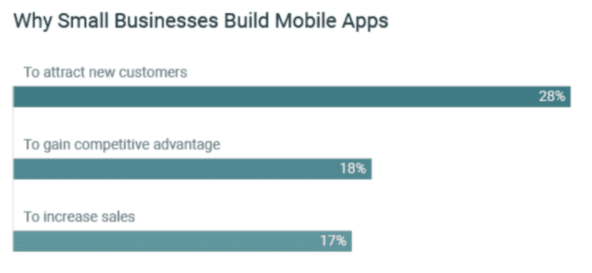 Why Small Businesses Build Mobile Apps
To attract new customers
28%
To gain competitive advantage
18%
To increase sales
17%